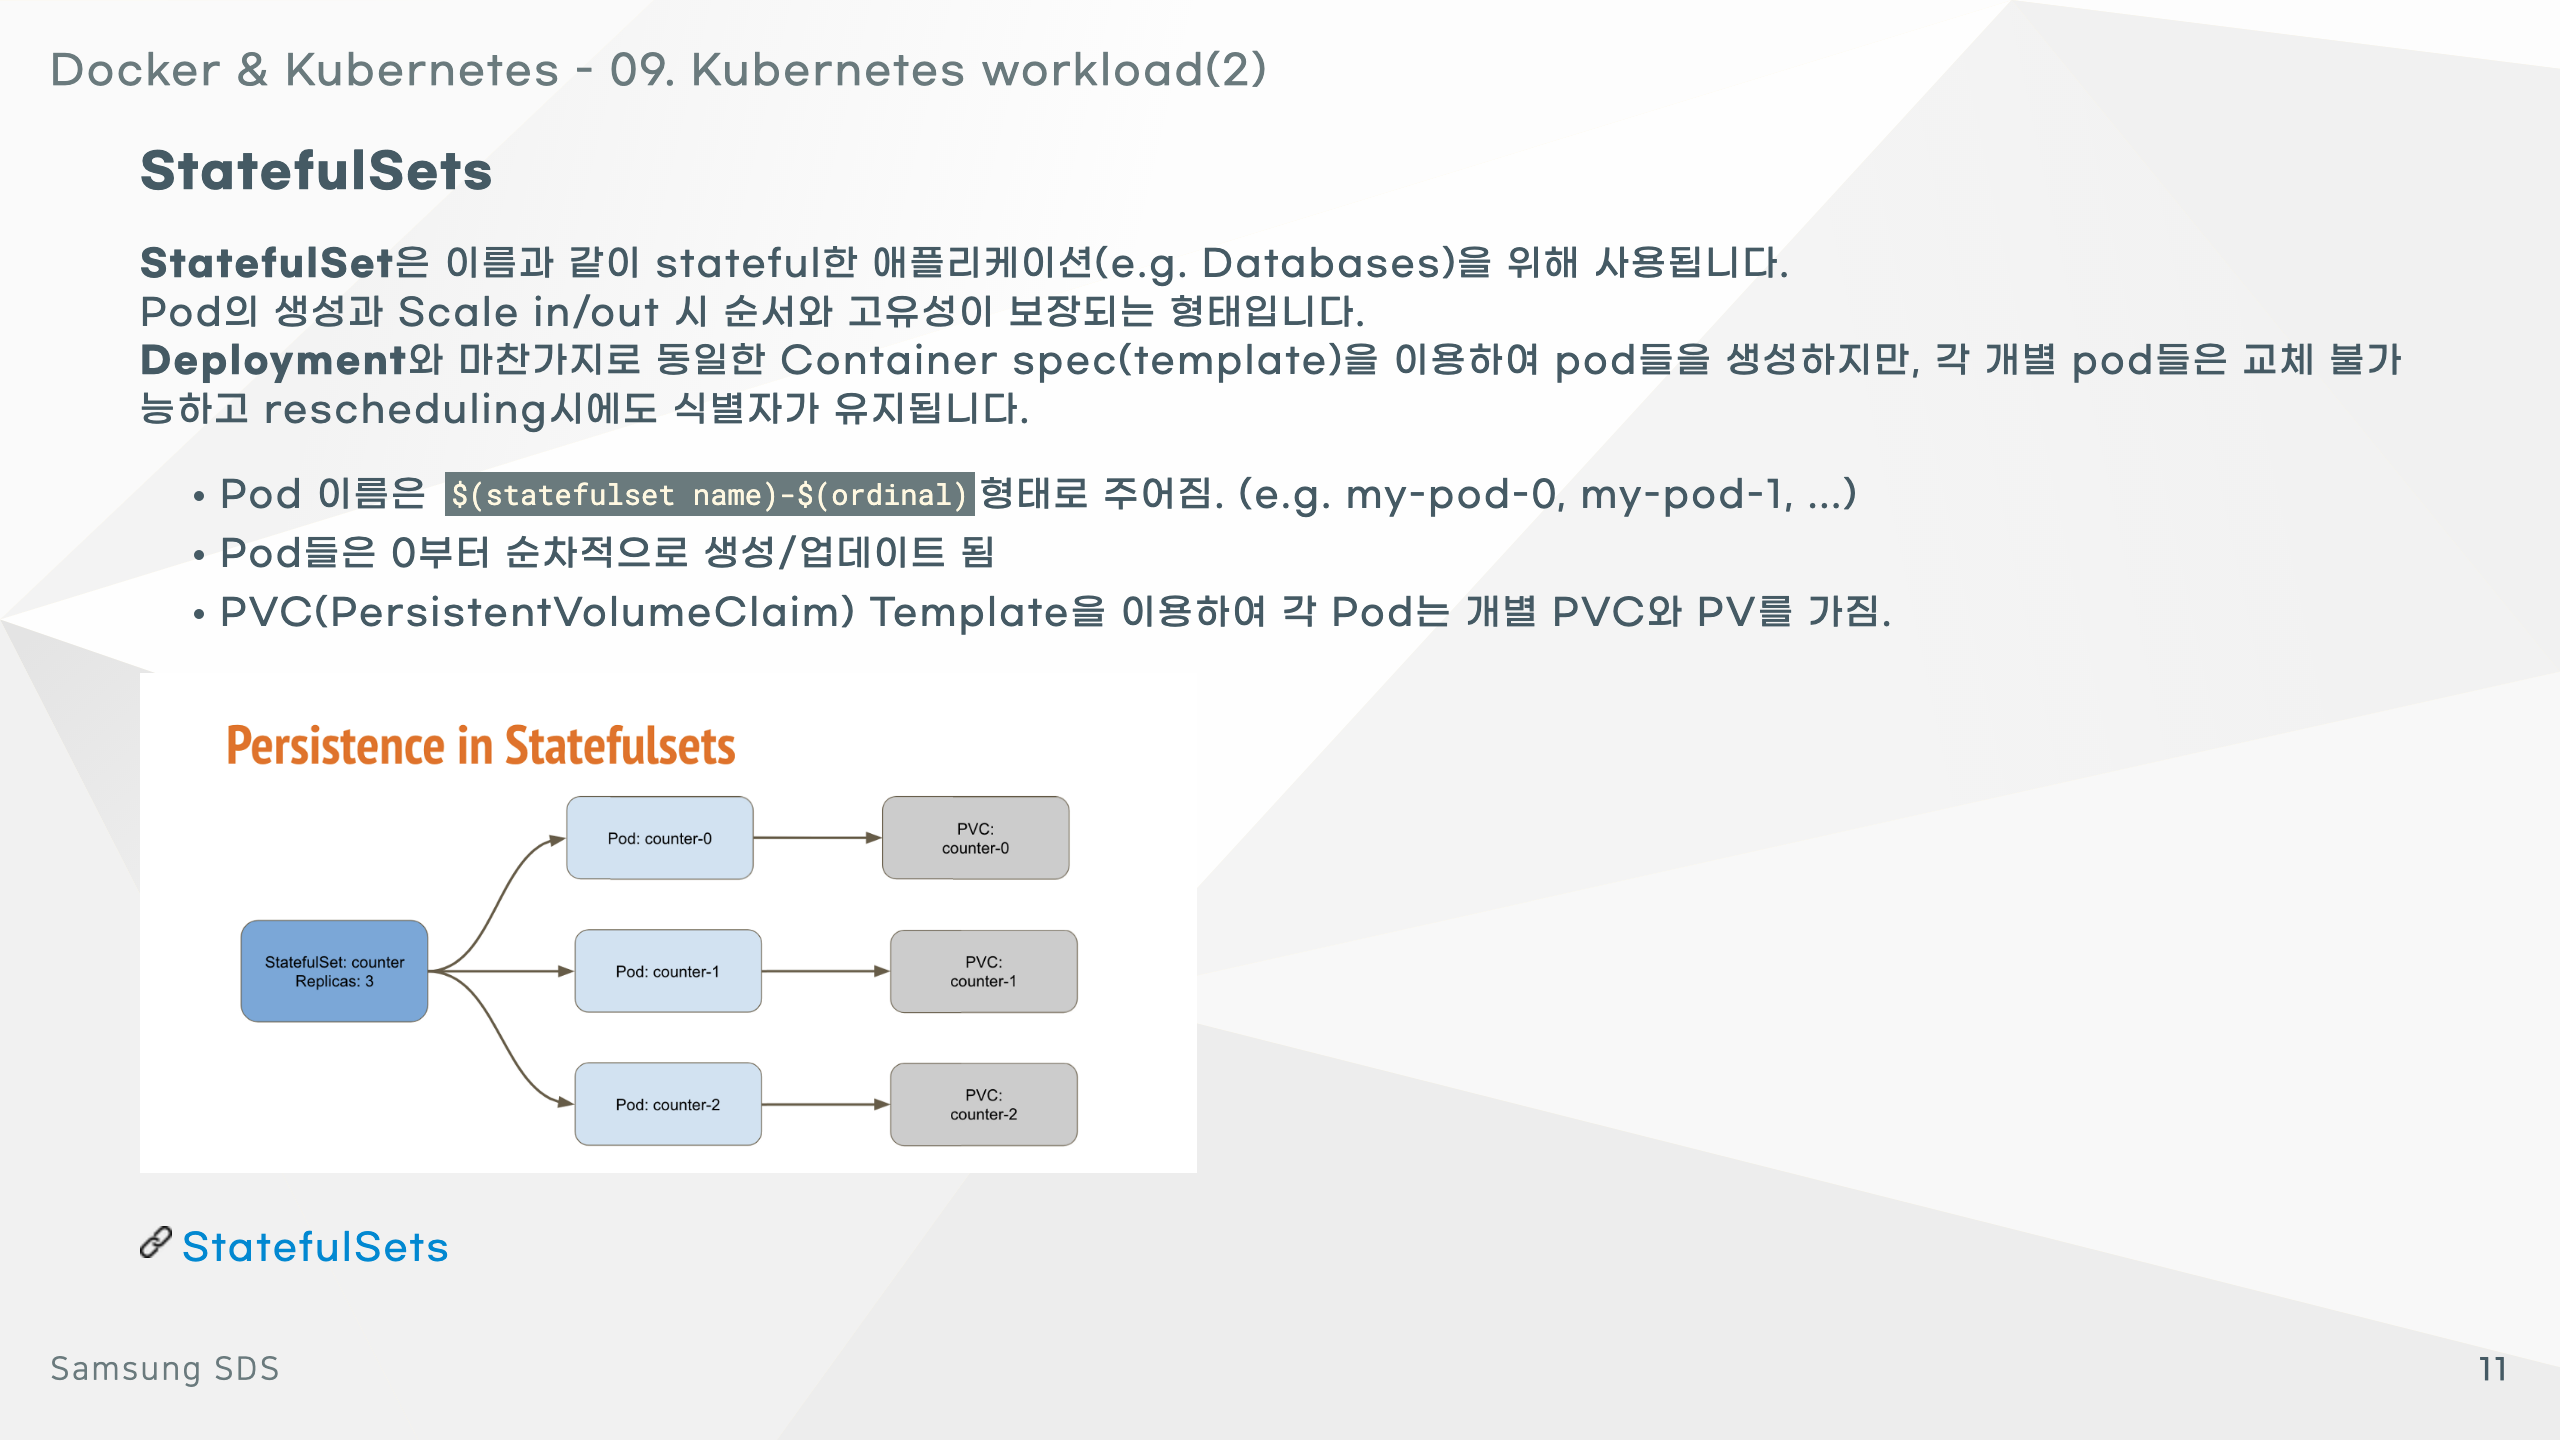 Docker & Kubernetes - 09. Kubernetes workload(2)
StatefulSets
StatefulSet은 이름과 같이 stateful한 애플리케이션(e.g. Databases)을 위해 사용됩니다.
Pod의 생성과 Scale in/out 시 순서와 고유성이 보장되는 형태입니다.
Deployment와 마찬가지로 동일한 Container spec(template)을 이용하여 pod들을 생성하지만, 각 개별 pod들은 교체 불가
능하고 rescheduling시에도 식별자가 유지됩니다.
• Pod 이름은 $(statefulset name)-$(ordinal) 형태로 주어짐. (e.g. my-pod-0, my-pod-1, ...)
• Pod들은 0부터 순차적으로 생성/업데이트 됨
• PVC(PersistentVolumeClaim) Template을 이용하여 각 Pod는 개별 PVC와 PV를 가짐.
Persistence in Statefulsets
Pod: counter-0
PVC:
counter-0
StatefulSet: counter
Replicas: 3
Pod: counter-1
PVC:
counter-1
Pod: counter-2
PVC:
counter-2
StatefulSets
Samsung SDS
11